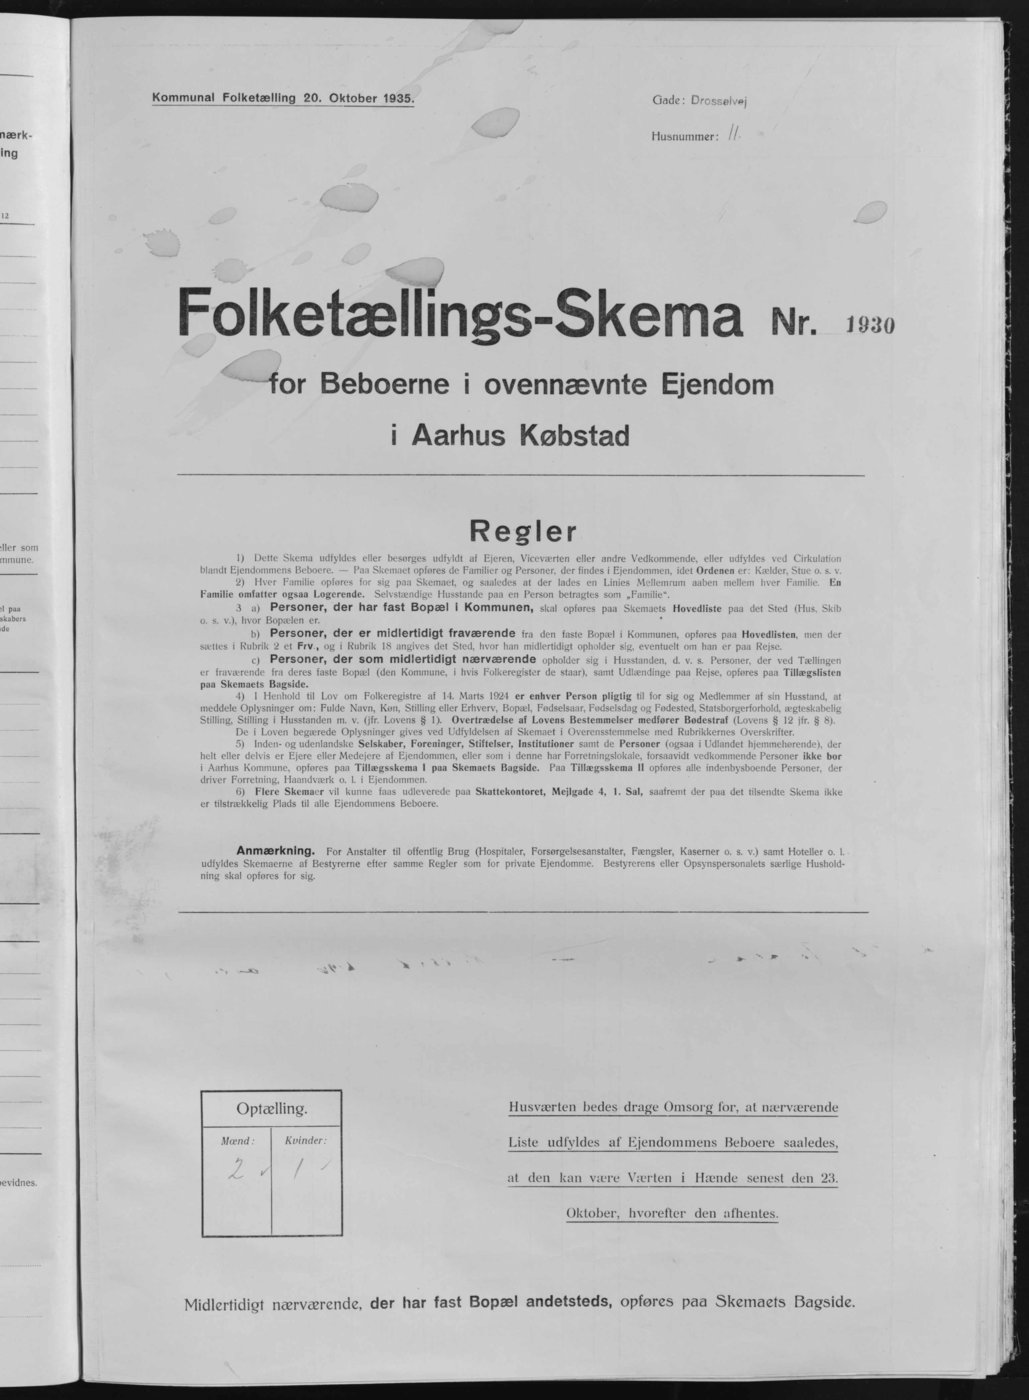 nærk-
ing
12
eller som
mmune.
el paa
skabers
de
bevidnes.
Kommunal Folketælling 20. Oktober 1935.
Gade: Drosselvej
Husnummer: 11.
Folketællings-Skema Nr. 1930
for Beboerne i ovennævnte Ejendom
i Aarhus Købstad
Regler
1) Dette Skema udfyldes eller besørges udfyldt af Ejeren, Viceværten eller andre Vedkommende, eller udfyldes ved Cirkulation
blandt Ejendommens Beboere. — Paa Skemaet opføres de Familier og Personer, der findes i Ejendommen, idet Ordenen er: Kælder, Stue o. s. v.
2) Hver Familie opføres for sig paa Skemaet, og saaledes at der lades en Linies Mellemrum aaben mellem hver Familie. En
Familie omfatter ogsaa Logerende. Selvstændige Husstande paa en Person betragtes som „Familie“.
3 a) Personer, der har fast Bopæl i Kommunen, skal opføres paa Skemaets Hovedliste paa det Sted (Hus, Skib
o. s. v.), hvor Bopælen er.
b) Personer, der er midlertidigt fraværende fra den faste Bopæl i Kommunen, opføres paa Hovedlisten, men der
sættes i Rubrik 2 et Frv., og i Rubrik 18 angives det Sted, hvor han midlertidigt opholder sig, eventuelt om han er paa Rejse.
c) Personer, der som midlertidigt nærværende opholder sig i Husstanden, d. v. s. Personer, der ved Tællingen
er fraværende fra deres faste Bopæl (den Kommune, i hvis Folkeregister de staar), samt Udlændinge paa Rejse, opføres paa Tillægslisten
paa Skemaets Bagside.
4) I Henhold til Lov om Folkeregistre af 14. Marts 1924 er enhver Person pligtig til for sig og Medlemmer af sin Husstand, at
meddele Oplysninger om: Fulde Navn, Køn, Stilling eller Erhverv, Bopæl, Fødselsaar, Fødselsdag og Fødested, Statsborgerforhold, ægteskabelig
Stilling, Stilling i Husstanden m. v. (jfr. Lovens § 1). Overtrædelse af Lovens Bestemmelser medfører Bødestraf (Lovens § 12 jfr. § 8).
De i Loven begærede Oplysninger gives ved Udfyldelsen af Skemaet i Overensstemmelse med Rubrikkernes Overskrifter.
5) Inden- og udenlandske Selskaber, Foreninger, Stiftelser, Institutioner samt de Personer (ogsaa i Udlandet hjemmehørende), der
helt eller delvis er Ejere eller Medejere af Ejendommen, eller som i denne har Forretningslokale, forsaavidt vedkommende Personer ikke bor
i Aarhus Kommune, opføres paa Tillægsskema I paa Skemaets Bagside. Paa Tillægsskema II opføres alle indenbysboende Personer, der
driver Forretning, Haandværk o. l. i Ejendommen.
6) Flere Skemaer vil kunne faas udleverede paa Skattekontoret, Mejlgade 4, 1. Sal, saafremt der paa det tilsendte Skema ikke
er tilstrækkelig Plads til alle Ejendommens Beboere.
Anmærkning. For Anstalter til offentlig Brug (Hospitaler, Forsørgelsesanstalter, Fængsler, Kaserner o. s. v.) samt Hoteller o. l.
udfyldes Skemaerne af Bestyrerne efter samme Regler som for private Ejendomme. Bestyrerens eller Opsynspersonalets særlige Hushold-
ning skal opføres for sig.
Optælling.
Mænd: Kvinder:
2 1
Husværten bedes drage Omsorg for, at nærværende
Liste udfyldes af Ejendommens Beboere saaledes,
at den kan være Værten i Hænde senest den 23.
Oktober, hvorefter den afhentes.
Midlertidigt nærværende, der har fast Bopæl andetsteds, opføres paa Skemaets Bagside.